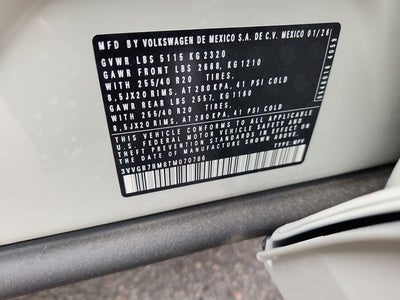 MFD BY VOLKSWAGEN DE MEXICO S.A. DE C.V. MEXICO 01/26
GVWR LBS 5115 KG 2320
GAWR FRONT LBS 2668, KG 1210
WITH 255/40 R20 TIRES.
8.5JX20 RIMS, AT 280 KPA, 41 PSI COLD
GAWR REAR LBS 2557, KG 1160
WITH 255/40 R20 TIRES.
8.5JX20 RIMS, AT 280 KPA, 41 PSI COLD
THIS VEHICLE CONFORMS TO ALL APPLICABLE
FEDERAL MOTOR VEHICLE SAFETY AND
THEFT PREVENTION STANDARDS IN EFFECT ON
THE DATE OF MANUFACTURE SHOWN ABOVE.
3VVGR7RM8TM070786 TYPE: MPV